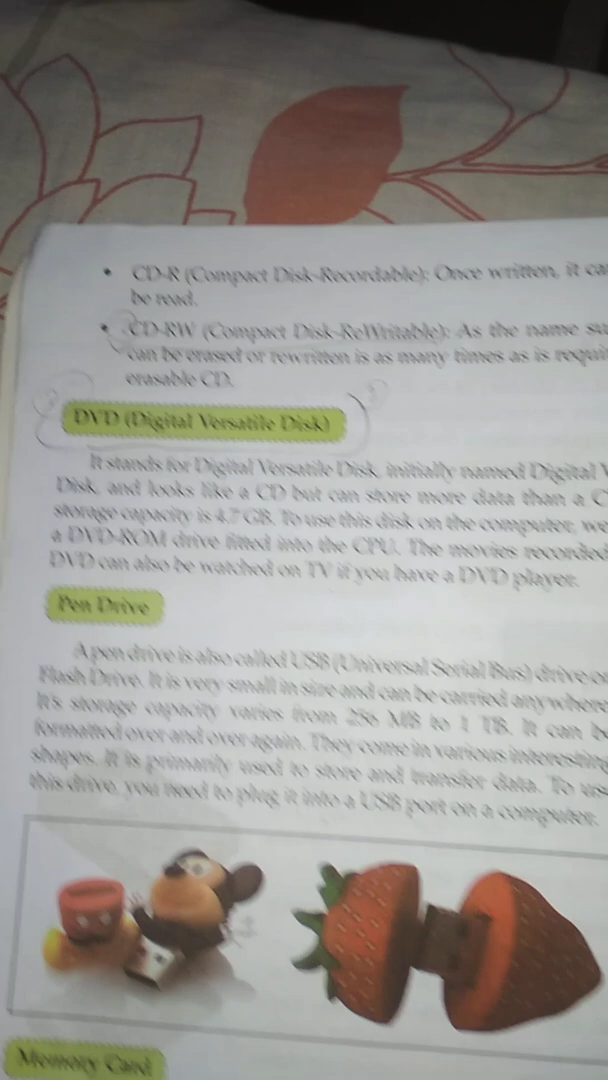 • CD-R (Compact Disk-Recordable): Once written, it
be read.
• CD-RW (Compact Disk-ReWritable): As the name
can be erased or rewritten is as many times as is
erasable CD.
DVD (Digital Versatile Disk)
It stands for Digital Versatile Disk, initially named Digital
Disk, and looks like a CD but can store more data than a
storage capacity is 4.7 GB. To use this disk on the computer,
a DVD-ROM drive fitted into the CPU. The movies recorded
DVD can also be watched on TV if you have a DVD player.
Pen Drive
A pen drive is also called USB (Universal Serial Bus) drive or
Flash Drive. It is very small in size and can be carried anywhere.
It's storage capacity varies from 256 MB to 1 TB. It can
formatted over and over again. They come in various interesting
shapes. It is primarily used to store and transfer data. To use
this drive, you need to plug it into a USB port on a computer.
Memory Card